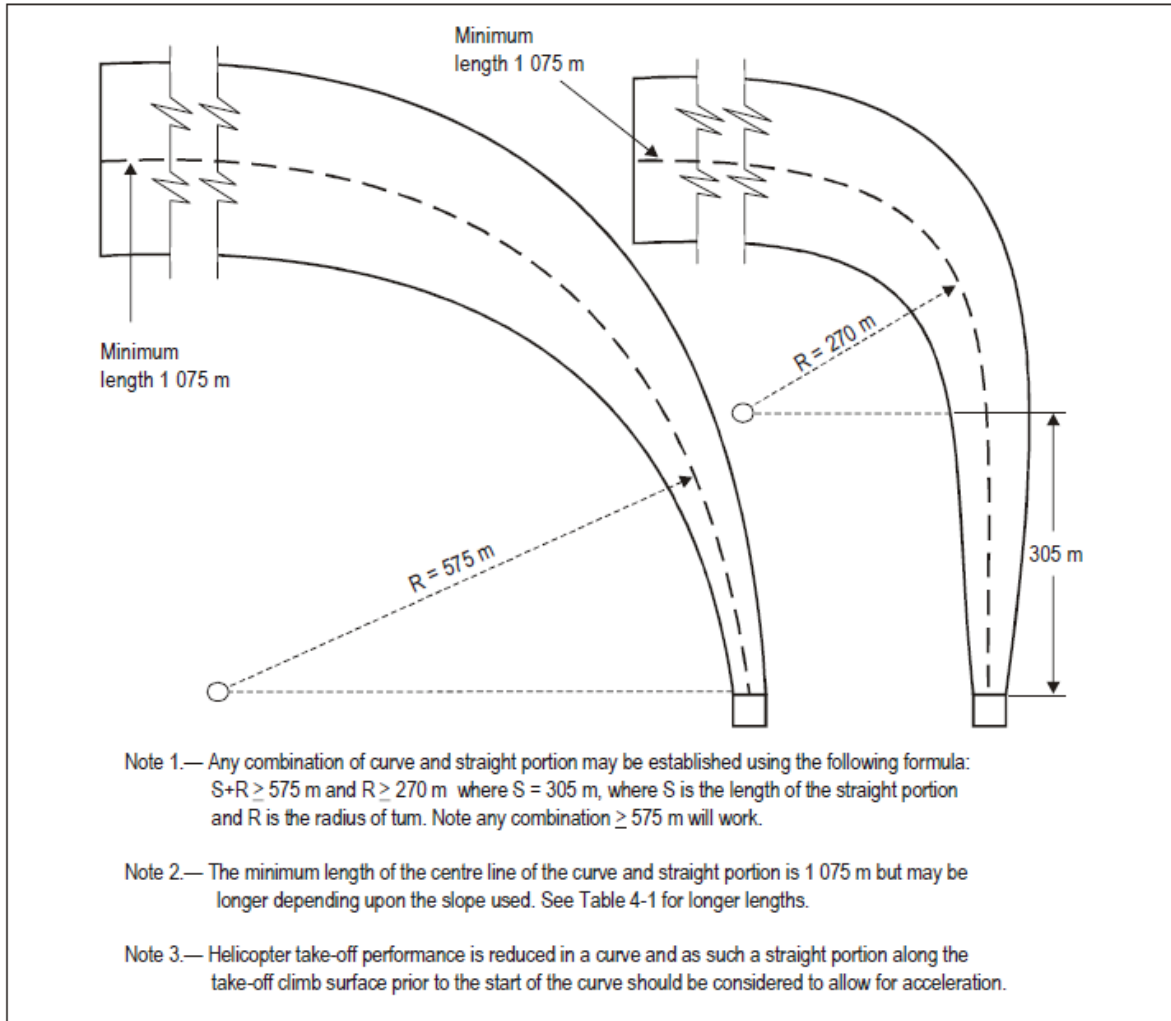 Minimum
length 1 075 m
Minimum
length 1 075 m
R = 270 m
R = 575 m
305 m
Note 1.— Any combination of curve and straight portion may be established using the following formula:
S+R ≥ 575 m and R ≥ 270 m where S = 305 m, where S is the length of the straight portion
and R is the radius of turn. Note any combination ≥ 575 m will work.
Note 2.— The minimum length of the centre line of the curve and straight portion is 1 075 m but may be
longer depending upon the slope used. See Table 4-1 for longer lengths.
Note 3.— Helicopter take-off performance is reduced in a curve and as such a straight portion along the
take-off climb surface prior to the start of the curve should be considered to allow for acceleration.